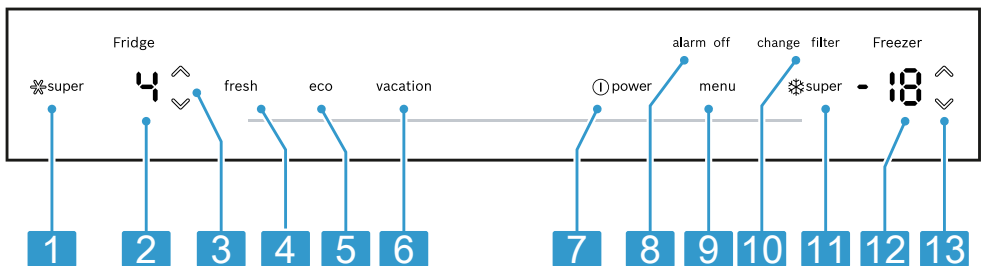 Fridge
alarm off
change filter
Freezer
super
4
fresh
eco
vacation
power
menu
super
-18
1
2
3
4
5
6
7
8
9
10
11
12
13